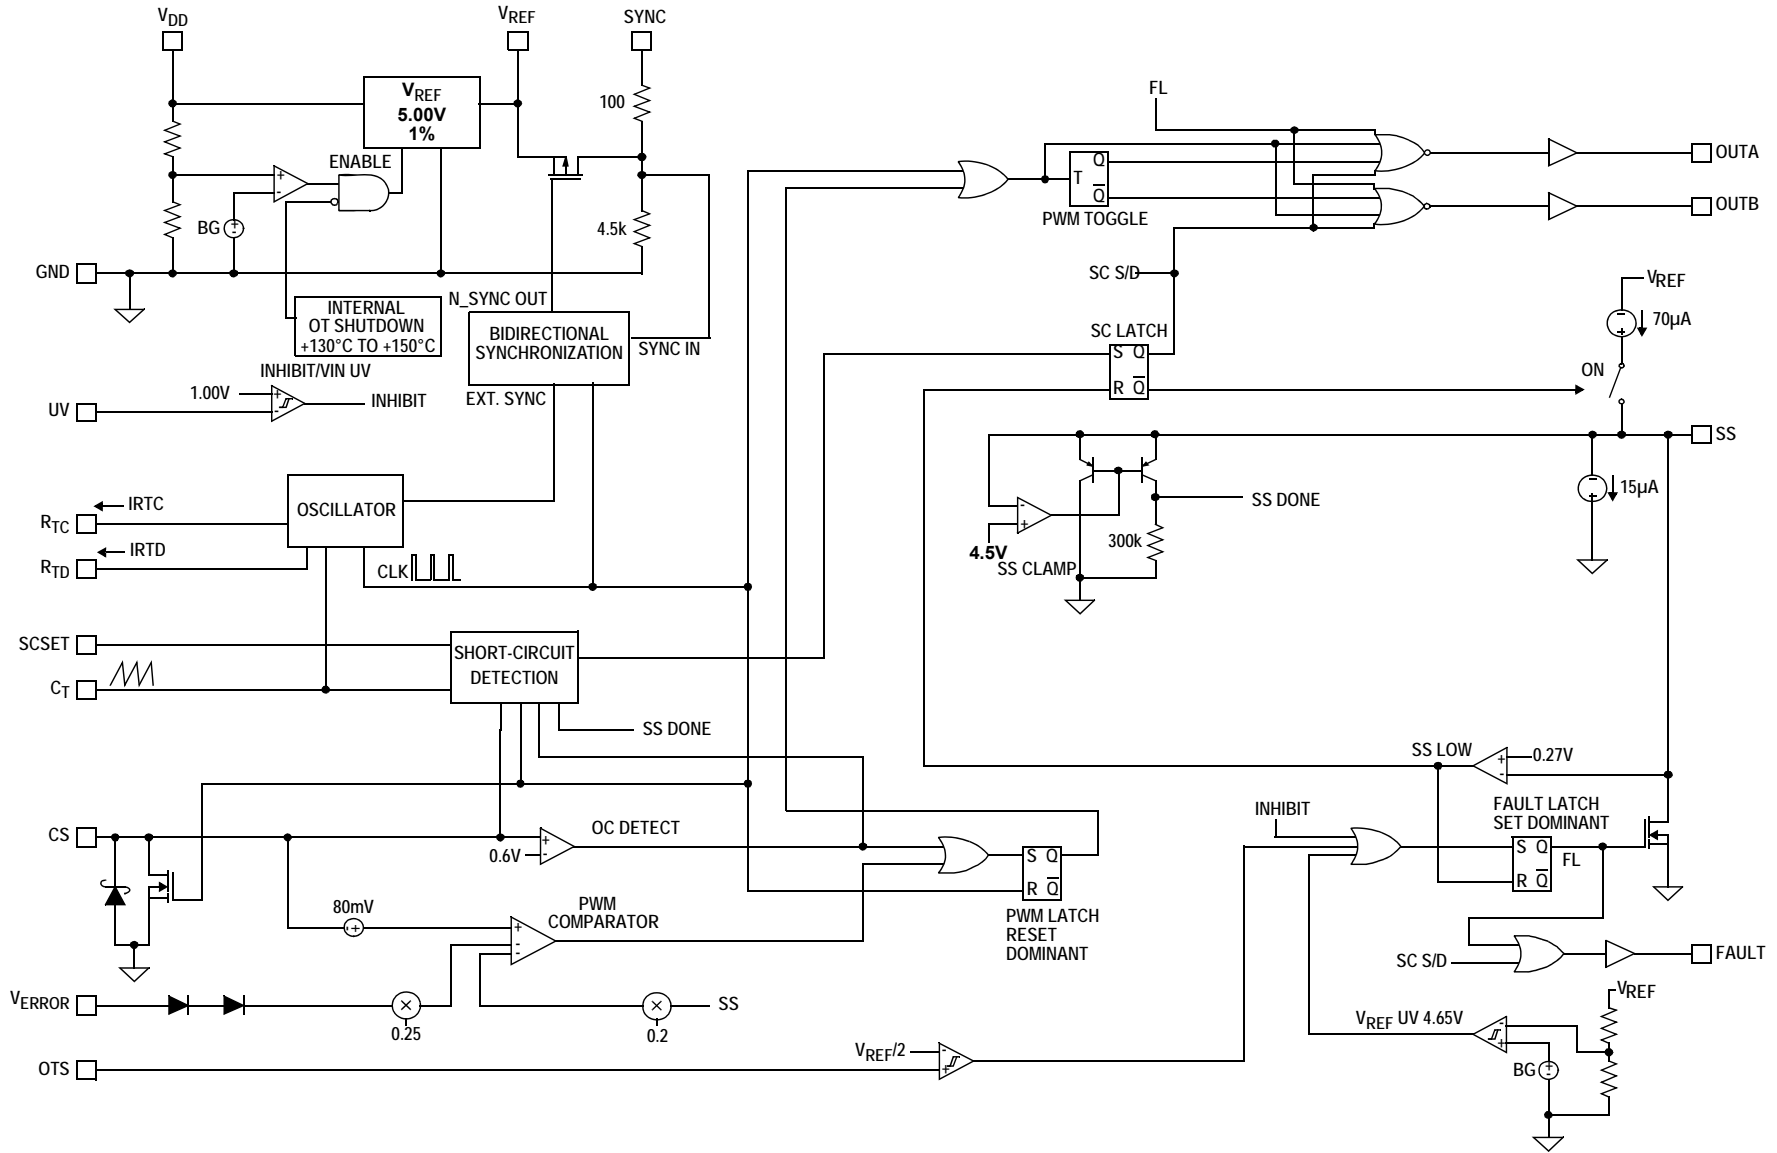 VDD
VREF
SYNC
VREF
5.00V
1%
100
ENABLE
+
-
BG
4.5k
GND
N_SYNC OUT
INTERNAL
OT SHUTDOWN
+130°C TO +150°C
BIDIRECTIONAL
SYNCHRONIZATION
SYNC IN
INHIBIT/VIN UV
1.00V
+
-
INHIBIT
UV
EXT. SYNC
FL
Q
T
Q
PWM TOGGLE
OUTA
OUTB
SC S/D
SC LATCH
S Q
R Q
VREF
70µA
ON
SS
15µA
-
+
4.5V
SS CLAMP
SS DONE
300k
OSCILLATOR
IRTC
RTC
IRTD
RTD
CLK
SCSET
CT
SHORT-CIRCUIT
DETECTION
SS DONE
SS LOW
+
-
0.27V
CS
+
-
0.6V
OC DETECT
S Q
R Q
PWM LATCH
RESET
DOMINANT
INHIBIT
FAULT LATCH
SET DOMINANT
S Q
FL
R Q
80mV
- +
+
-
-
PWM
COMPARATOR
SC S/D
FAULT
VERROR
×
0.25
×
0.2
SS
OTS
VREF/2
-
+
VREF UV 4.65V
-
+
VREF
BG